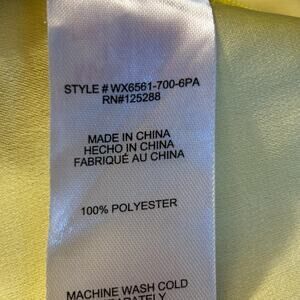 STYLE # WX6561-700-6PA
RN#125288
MADE IN CHINA
HECHO EN CHINA
FABRIQUÉ AU CHINA
100% POLYESTER
MACHINE WASH COLD